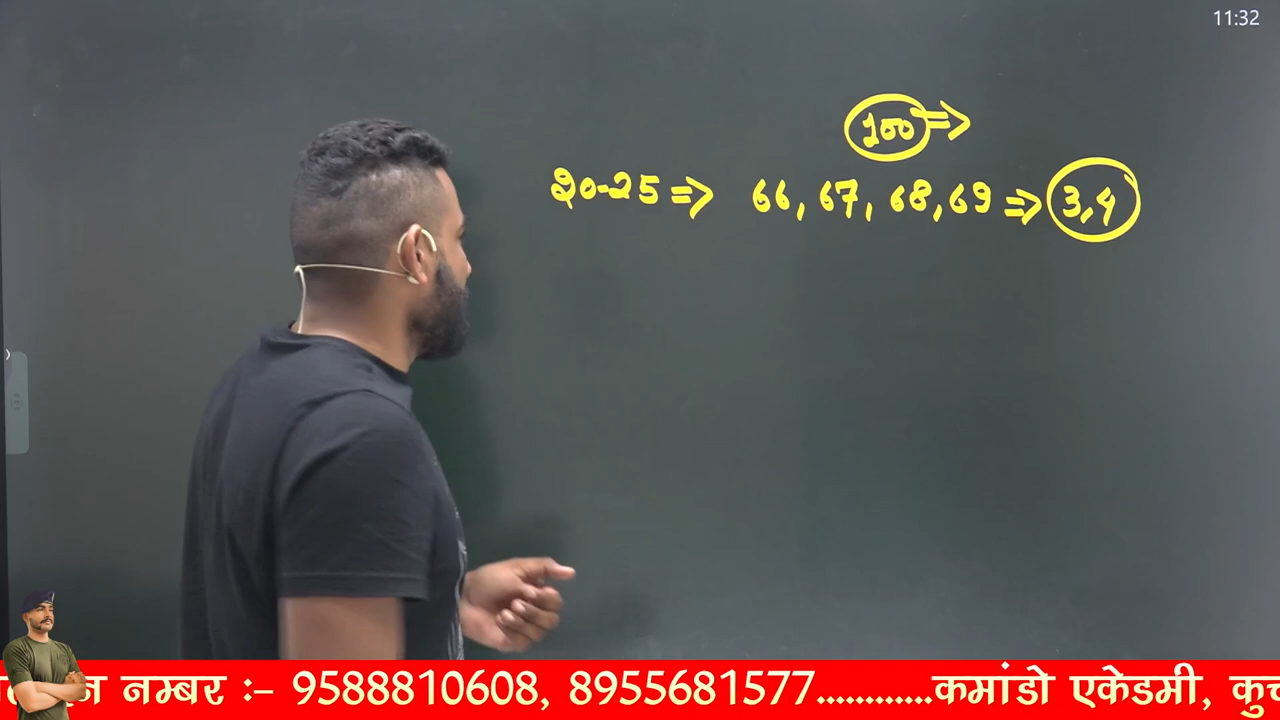 11:32
100 ⇒
20-25 ⇒ 66, 67, 68, 69 ⇒ 3,4
नम्बर :- 9588810608, 8955681577............कमांडो एकेडमी,